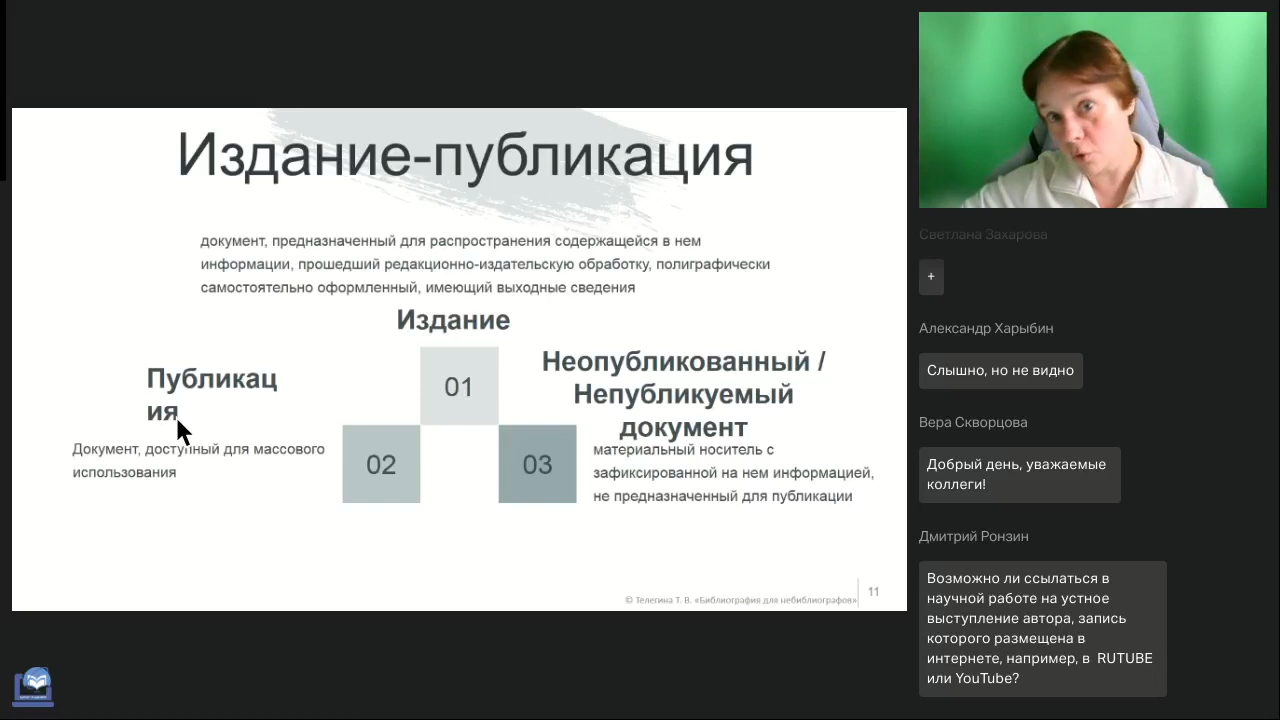 Издание-публикация
документ, предназначенный для распространения содержащейся в нем
информации, прошедший редакционно-издательскую обработку, полиграфически
самостоятельно оформленный, имеющий выходные сведения
Издание
01
Публикац
ия
Документ, доступный для массового
использования
02
Неопубликованный /
Непубликуемый
документ
03
материальный носитель с
зафиксированной на нем информацией,
не предназначенный для публикации
© Телегина Т. В. «Библиография для небиблиографов»
11
Светлана Захарова
+
Александр Харыбин
Слышно, но не видно
Вера Скворцова
Добрый день, уважаемые
коллеги!
Дмитрий Ронзин
Возможно ли ссылаться в
научной работе на устное
выступление автора, запись
которого размещена в
интернете, например, в RUTUBE
или YouTube?